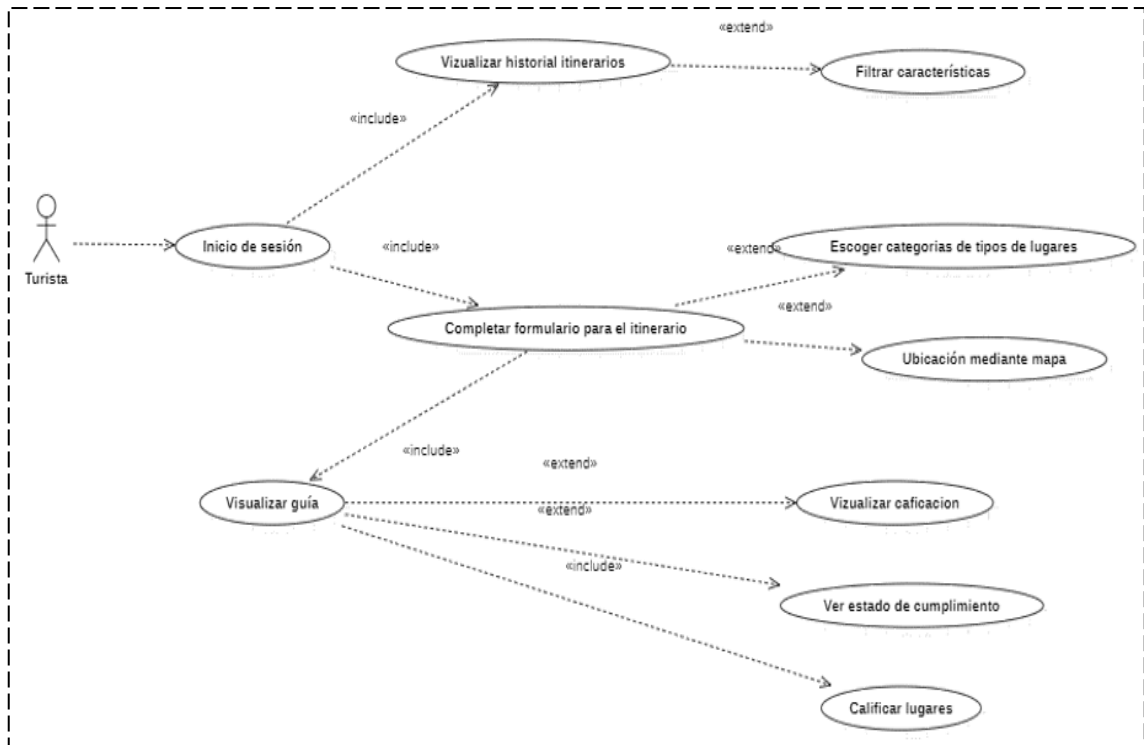 «extend»
Vizualizar historial itinerarios
Filtrar características
«include»
Inicio de sesión
«include»
«extend»
Escoger categorias de tipos de lugares
Turista
«extend»
Completar formulario para el itinerario
Ubicación mediante mapa
«include»
«extend»
Visualizar guía
Vizualizar caficacion
«extend»
«include»
Ver estado de cumplimiento
Calificar lugares